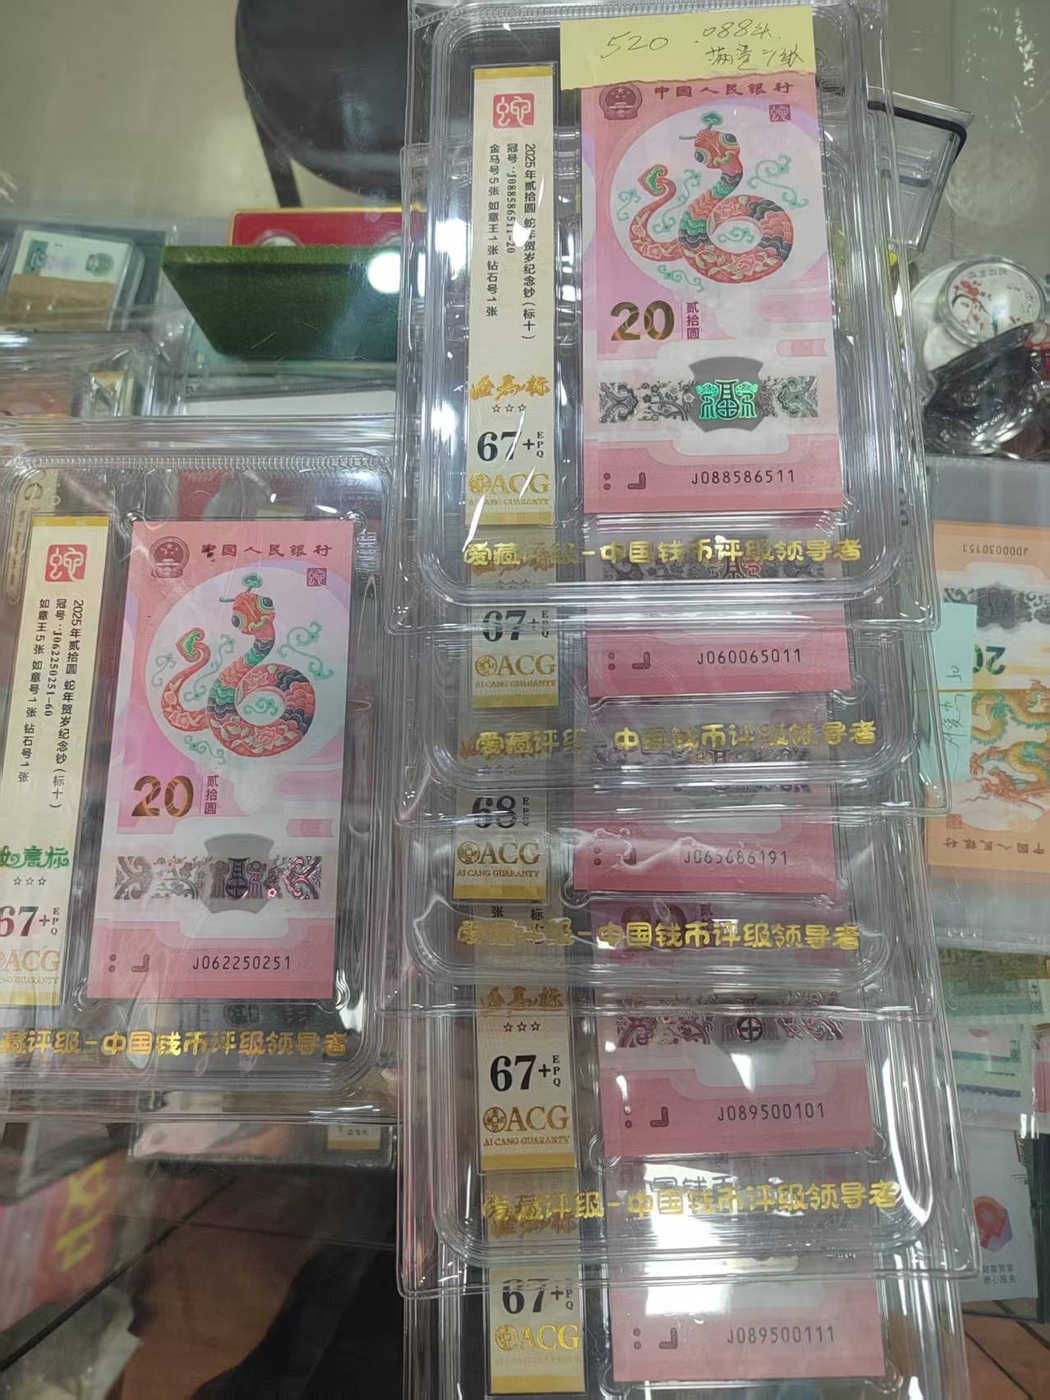 520 088头
中国人民银行
2025年贰拾圆 蛇年贺岁纪念钞(标十)
冠号:J088586511-20
金马号5张 如意王1张 钻石号1张
20 贰拾圆
金马标
67+ EPQ
ACG
AI CANG GUARANTY
J088586511
爱藏评级-中国钱币评级领导者
67+ EPQ
ACG
AI CANG GUARANTY
J060065011
爱藏评级-中国钱币评级领导者
68 EPQ
ACG
AI CANG GUARANTY
J065686191
爱藏评级-中国钱币评级领导者
67+ EPQ
ACG
AI CANG GUARANTY
J089500101
爱藏评级-中国钱币评级领导者
67+ EPQ
ACG
J089500111
中国人民银行
2025年贰拾圆 蛇年贺岁纪念钞(标十)
冠号:J062250251-60
如意王5张 如意号1张 钻石号1张
20 贰拾圆
如意标
67+ EPQ
ACG
J062250251
藏评级-中国钱币评级领导者
J000030151
20
中国人民银行